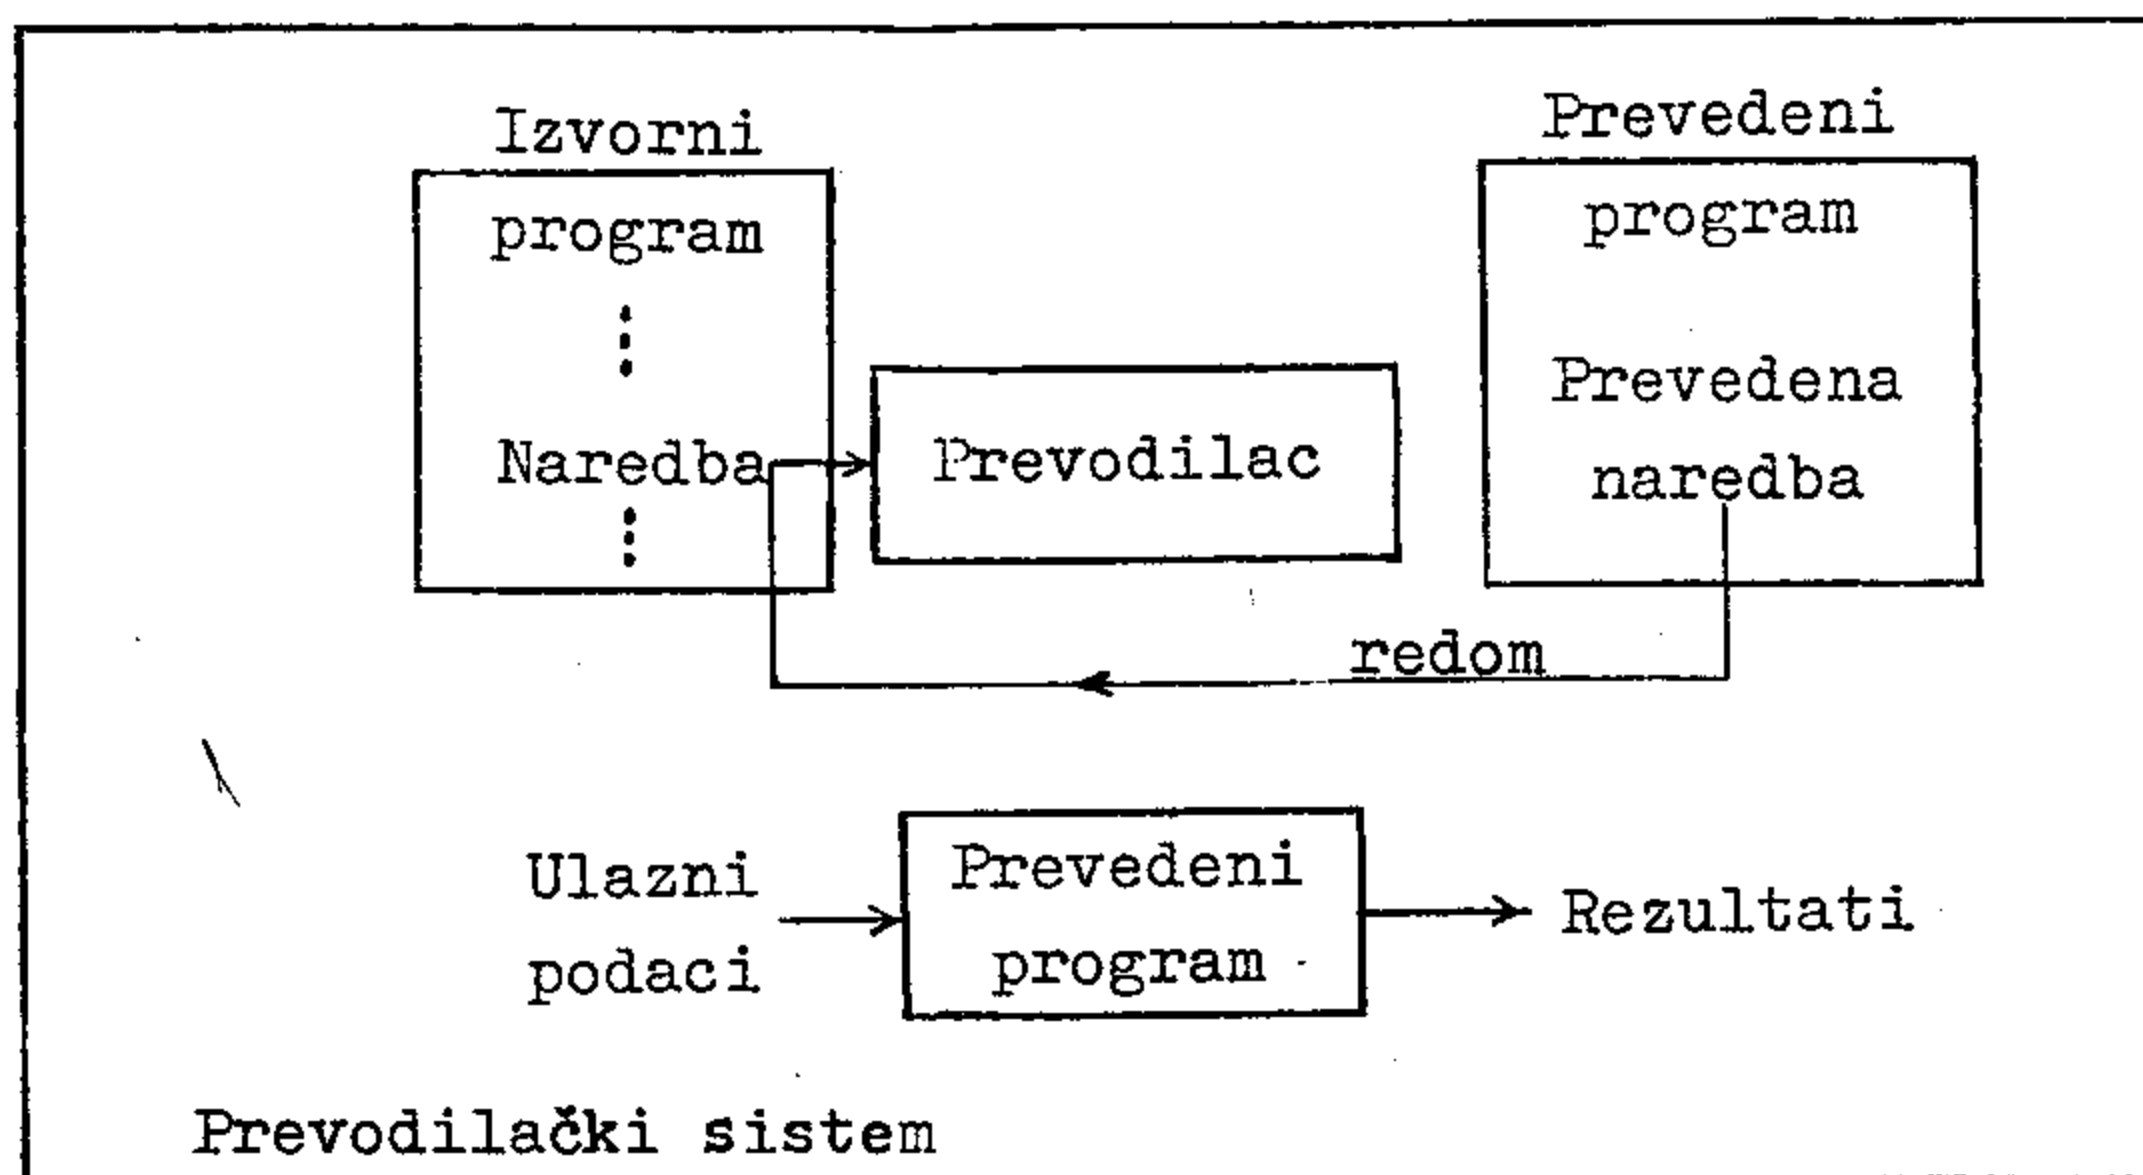 Izvorni
program
Naredba
Prevodilac
Prevedeni
program
Prevedena
naredba
redom
Ulazni
podaci
Prevedeni
program
Rezultati
Prevodilački sistem